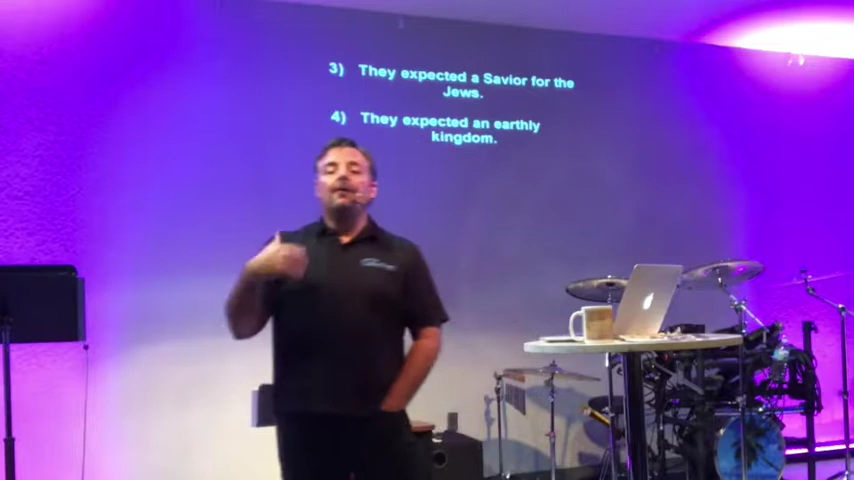 3) They expected a Savior for the
Jews.
4) They expected an earthly
kingdom.